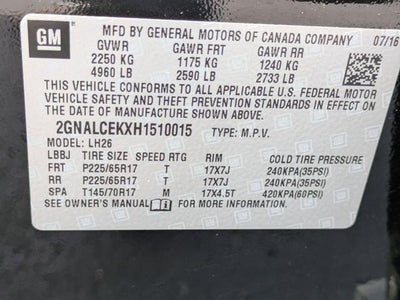 GM
BY GENERAL MOTORS OF CANADA COMPANY 07/16
GVWR GAWR FRT GAWR RR
2250 KG 1175 KG 1240 KG
4960 LB 2590 LB 2733 LB
THIS VEHICLE CONFORMS TO ALL APPLICABLE U.S. FEDERAL MOTOR
VEHICLE SAFETY, BUMPER, AND THEFT PREVENTION STANDARDS IN EFFECT ON THE
DATE OF MANUFACTURE SHOWN ABOVE.
2GNALCEKXH1510015 TYPE: M.P.V.
MODEL: LH26
LBBJ TIRE SIZE SPEED RTG RIM COLD TIRE PRESSURE
FRT P225/65R17 T 17X7J 240KPA(35PSI)
RR P225/65R17 T 17X7J 240KPA(35PSI)
SPA T145/70R17 M 17X4.5T 420KPA(60PSI)
SEE OWNER'S MANUAL FOR MORE INFORMATION.